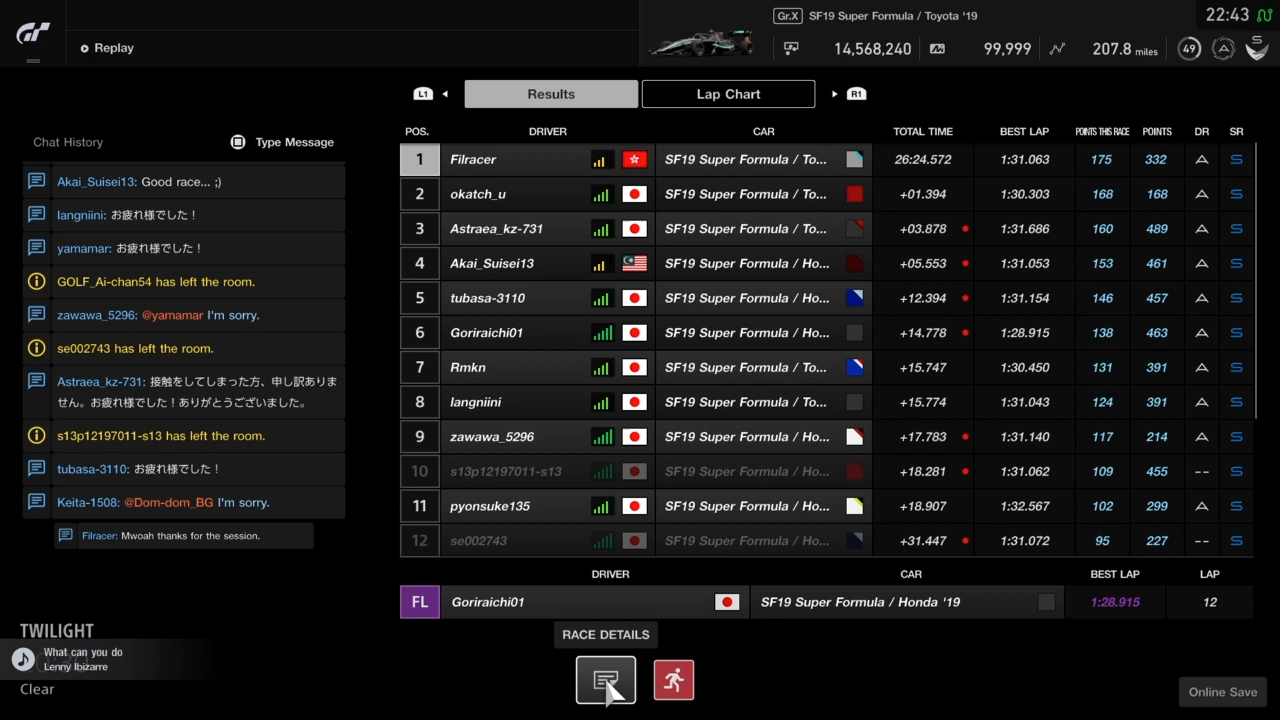 Replay
Gr.X SF19 Super Formula / Toyota '19
22:43
14,568,240 99,999 207.8 miles 49 A S
L1 Results Lap Chart R1
Chat History Type Message
Akai_Suisei13: Good race... ;)
langniini: お疲れ様でした！
yamamar: お疲れ様でした！
GOLF_Ai-chan54 has left the room.
zawawa_5296: @yamamar I'm sorry.
se002743 has left the room.
Astraea_kz-731: 接触をしてしまった方、申し訳ありま
せん。お疲れ様でした！ありがとうございました。
s13p12197011-s13 has left the room.
tubasa-3110: お疲れ様でした！
Keita-1508: @Dom-dom_BG I'm sorry.
Filracer: Mwoah thanks for the session.
POS. DRIVER CAR TOTAL TIME BEST LAP POINTS THIS RACE POINTS DR SR
1 Filracer SF19 Super Formula / To... 26:24.572 1:31.063 175 332 A S
2 okatch_u SF19 Super Formula / To... +01.394 1:30.303 168 168 A S
3 Astraea_kz-731 SF19 Super Formula / To... +03.878 1:31.686 160 489 A S
4 Akai_Suisei13 SF19 Super Formula / Ho... +05.553 1:31.053 153 461 A S
5 tubasa-3110 SF19 Super Formula / Ho... +12.394 1:31.154 146 457 A S
6 Goriraichi01 SF19 Super Formula / Ho... +14.778 1:28.915 138 463 A S
7 Rmkn SF19 Super Formula / To... +15.747 1:30.450 131 391 A S
8 langniini SF19 Super Formula / To... +15.774 1:31.043 124 391 A S
9 zawawa_5296 SF19 Super Formula / Ho... +17.783 1:31.140 117 214 A S
10 s13p12197011-s13 SF19 Super Formula / Ho... +18.281 1:31.062 109 455 -- S
11 pyonsuke135 SF19 Super Formula / Ho... +18.907 1:32.567 102 299 A S
12 se002743 SF19 Super Formula / Ho... +31.447 1:31.072 95 227 -- S
DRIVER CAR BEST LAP LAP
FL Goriraichi01 SF19 Super Formula / Honda '19 1:28.915 12
RACE DETAILS
TWILIGHT
What can you do
Lenny Ibizarre
Clear
Online Save